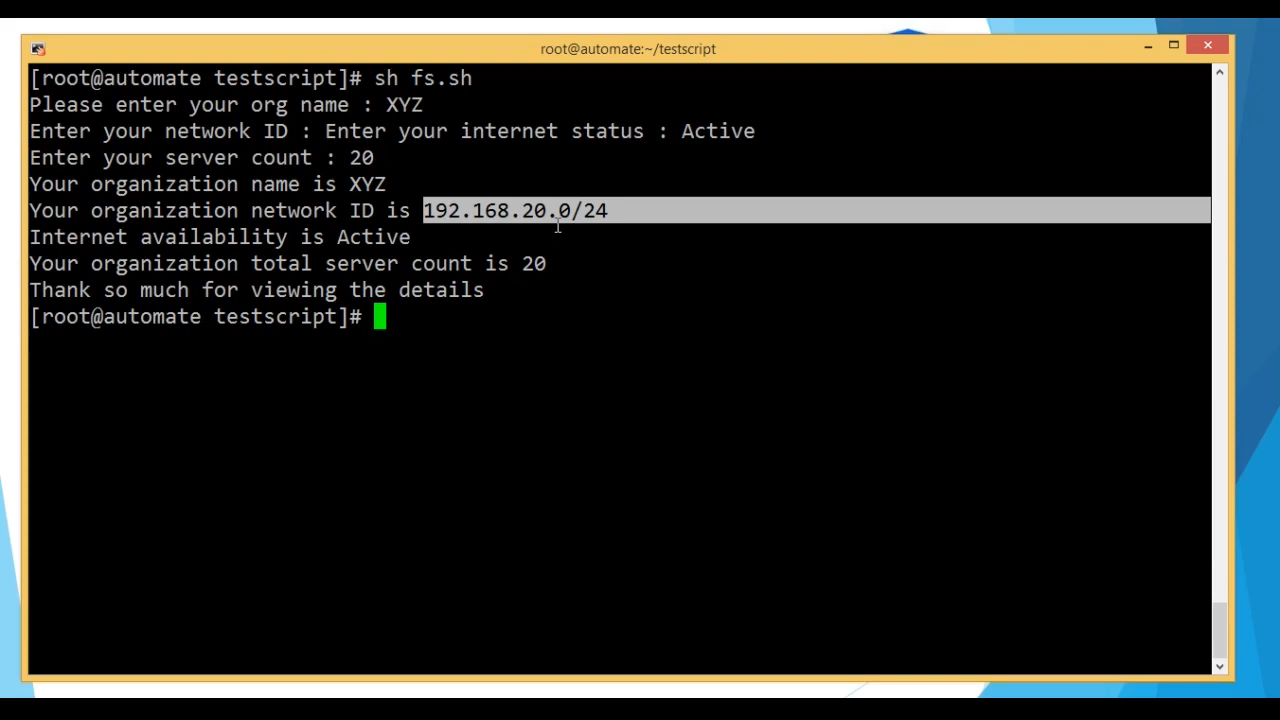 root@automate:~/testscript
[root@automate testscript]# sh fs.sh
Please enter your org name : XYZ
Enter your network ID : Enter your internet status : Active
Enter your server count : 20
Your organization name is XYZ
Your organization network ID is 192.168.20.0/24
Internet availability is Active
Your organization total server count is 20
Thank so much for viewing the details
[root@automate testscript]#